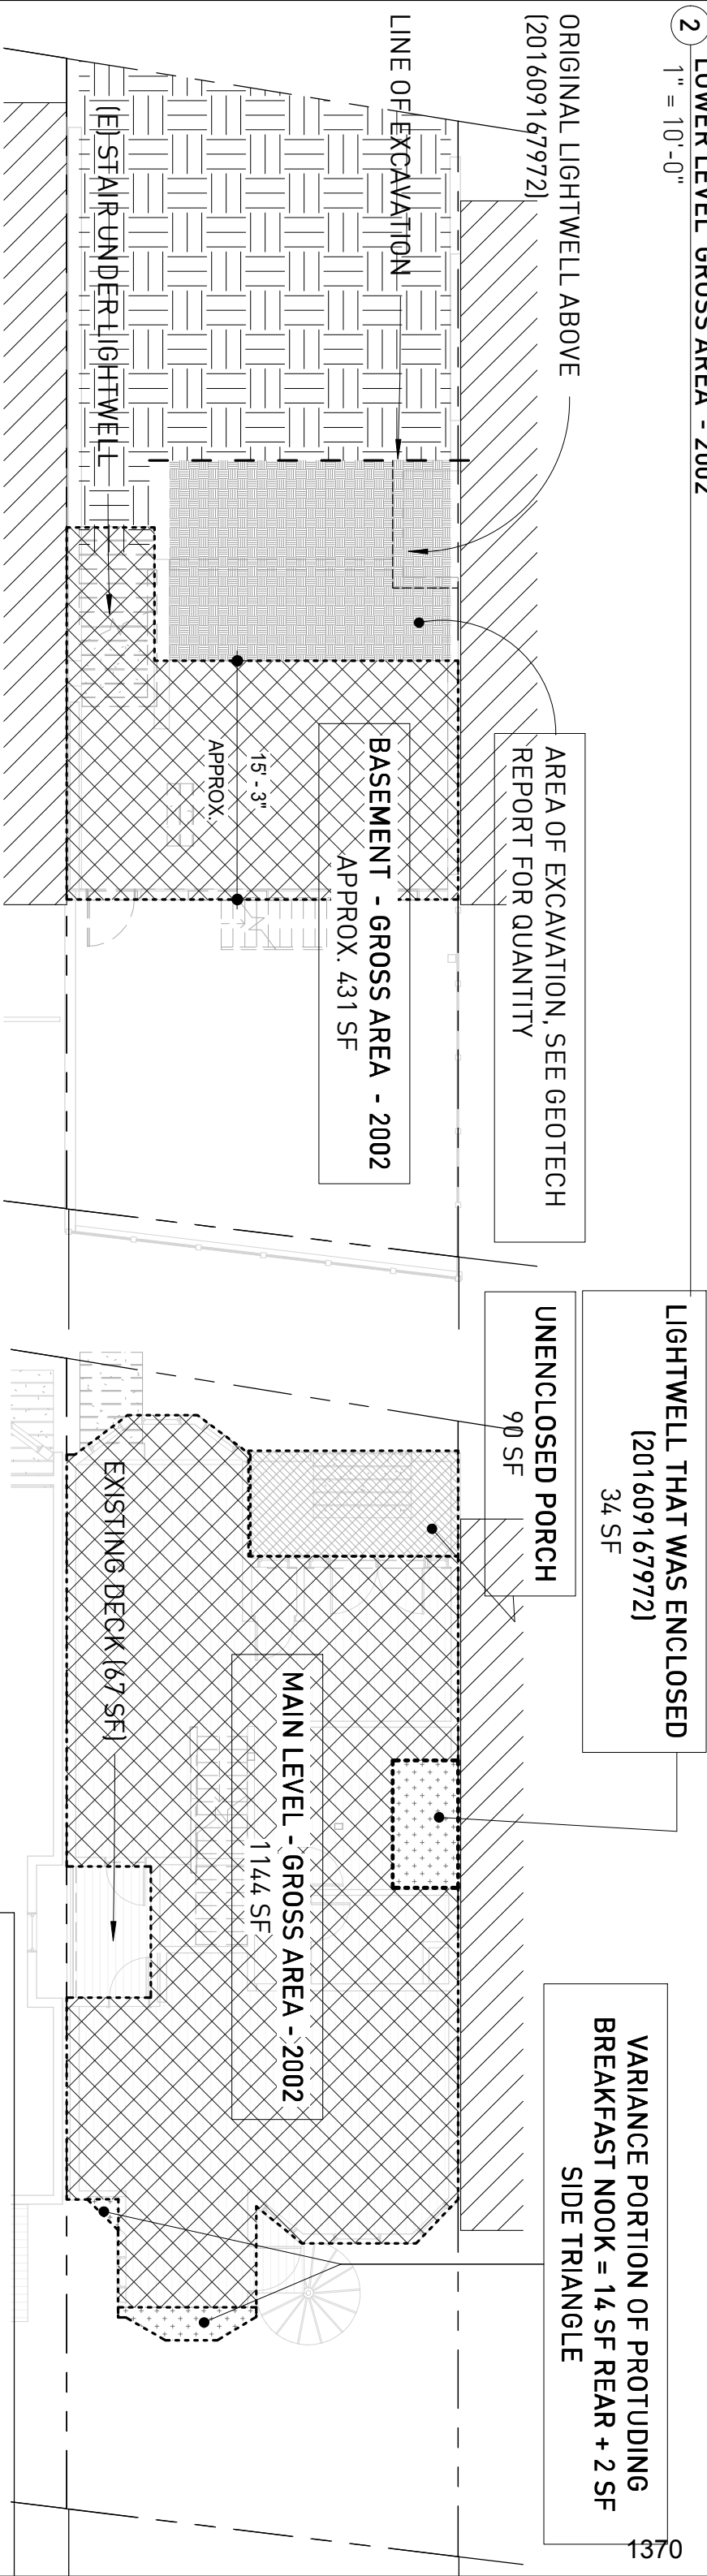 2
LOWER LEVEL GROSS AREA - 2002
1" = 10'-0"
ORIGINAL LIGHTWELL ABOVE
(201609167972)
LINE OF EXCAVATION
(E) STAIR UNDER LIGHTWELL
AREA OF EXCAVATION, SEE GEOTECH
REPORT FOR QUANTITY
BASEMENT - GROSS AREA - 2002
APPROX. 431 SF
15' - 3"
APPROX.
LIGHTWELL THAT WAS ENCLOSED
(201609167972)
34 SF
UNENCLOSED PORCH
90 SF
MAIN LEVEL - GROSS AREA - 2002
1144 SF
EXISTING DECK (67 SF)
VARIANCE PORTION OF PROTUDING
BREAKFAST NOOK = 14 SF REAR + 2 SF
SIDE TRIANGLE
1370